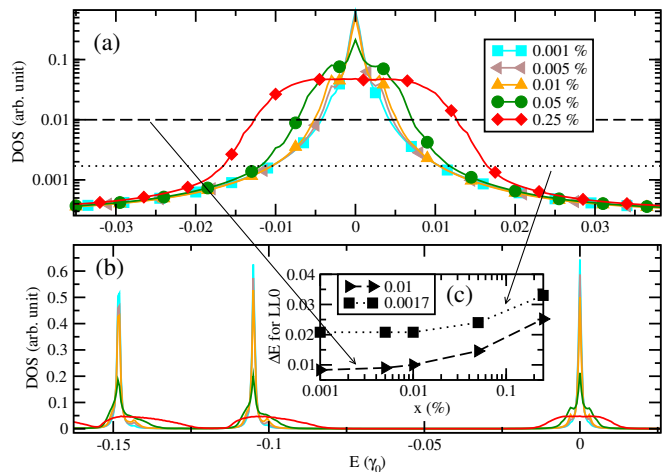 (a)
DOS (arb. unit)
0.1
0.01
0.001
0.001 %
0.005 %
0.01 %
0.05 %
0.25 %
-0.03 -0.02 -0.01 0 0.01 0.02 0.03
(b)
DOS (arb. unit)
0.6
0.5
0.4
0.3
0.2
0.1
0
(c)
0.01
0.0017
ΔE for LL0
0.04
0.03
0.02
0.01
0.001 0.01 0.1
x (%)
-0.15 -0.1 -0.05 0
E (γ0)